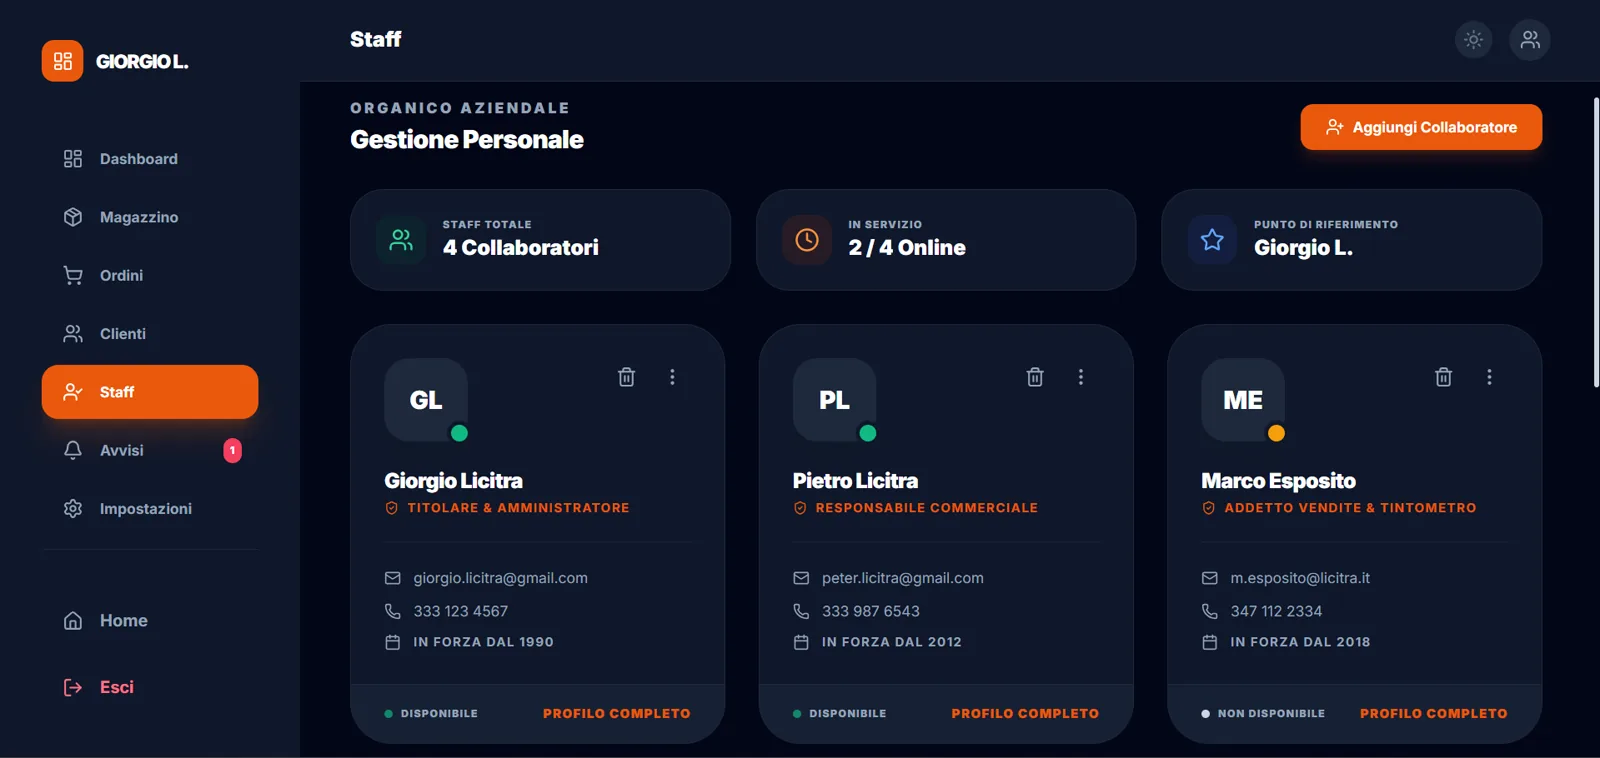 GIORGIO L.
Dashboard
Magazzino
Ordini
Clienti
Staff
Avvisi
1
Impostazioni
Home
Esci
Staff
ORGANICO AZIENDALE
Gestione Personale
Aggiungi Collaboratore
STAFF TOTALE
4 Collaboratori
IN SERVIZIO
2 / 4 Online
PUNTO DI RIFERIMENTO
Giorgio L.
GL
Giorgio Licitra
TITOLARE & AMMINISTRATORE
giorgio.licitra@gmail.com
333 123 4567
IN FORZA DAL 1990
DISPONIBILE
PROFILO COMPLETO
PL
Pietro Licitra
RESPONSABILE COMMERCIALE
peter.licitra@gmail.com
333 987 6543
IN FORZA DAL 2012
DISPONIBILE
PROFILO COMPLETO
ME
Marco Esposito
ADDETTO VENDITE & TINTOMETRO
m.esposito@licitra.it
347 112 2334
IN FORZA DAL 2018
NON DISPONIBILE
PROFILO COMPLETO